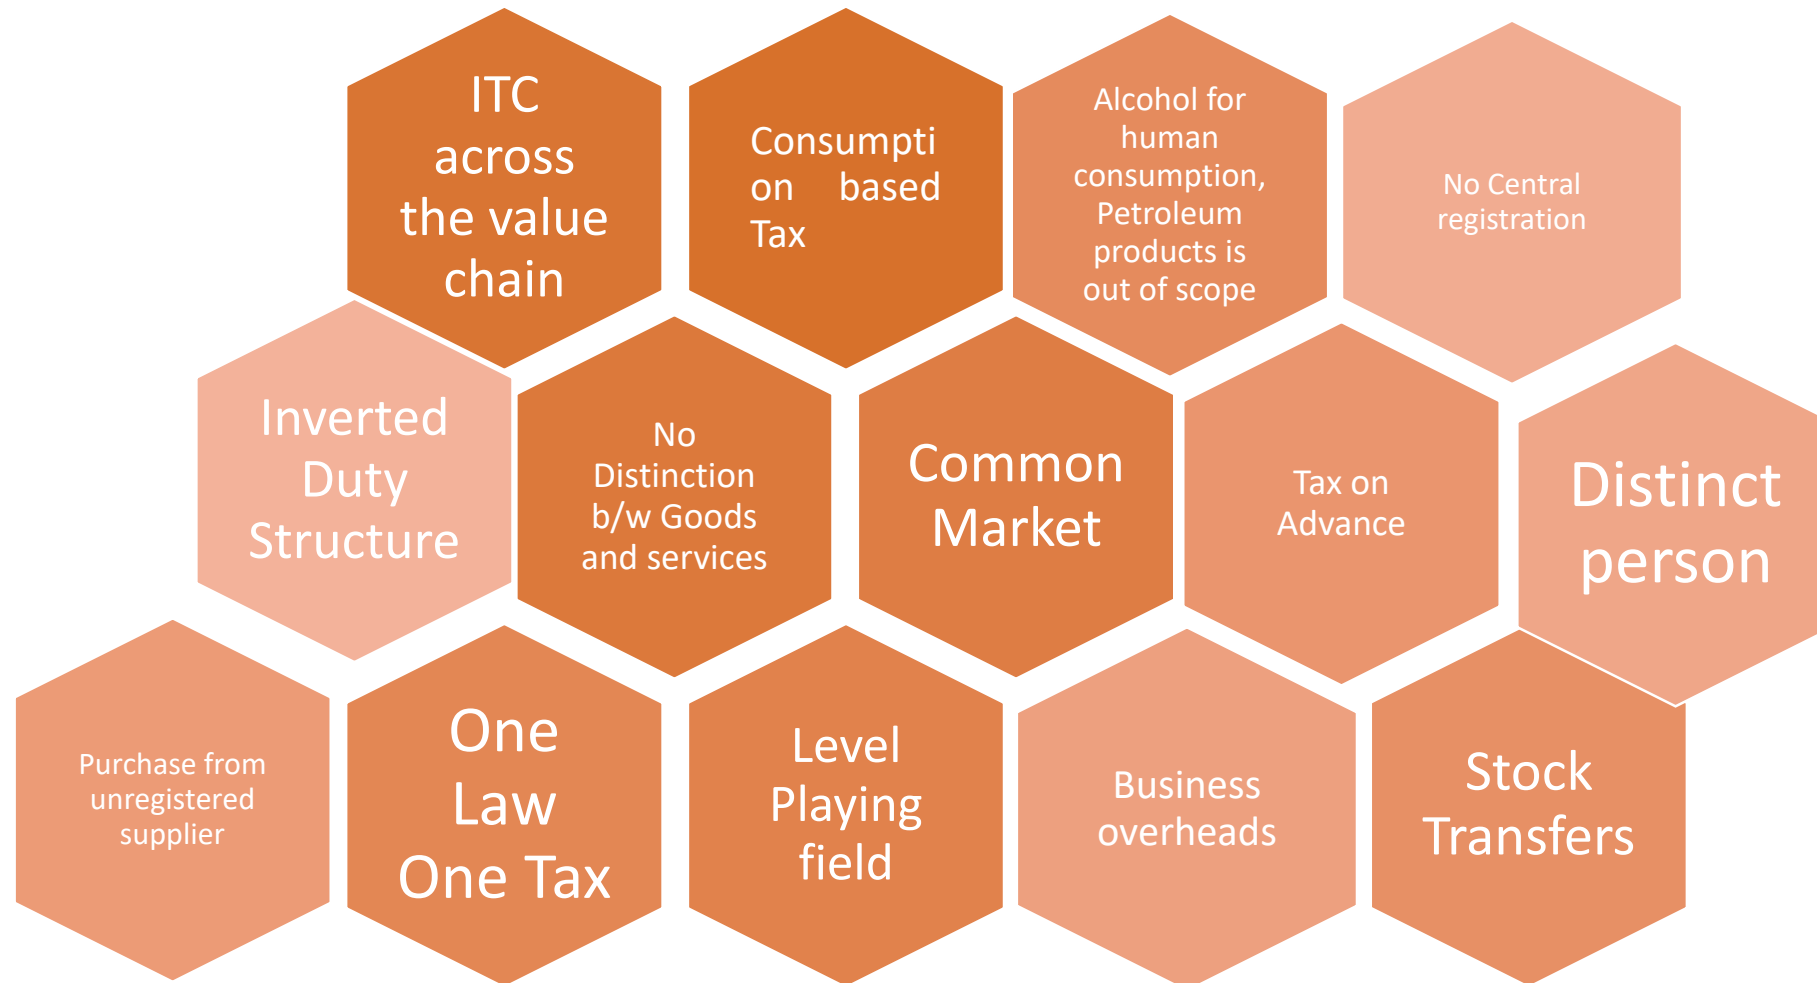 ITC
across
the value
chain
Consumpti
on based
Tax
Alcohol for
human
consumption,
Petroleum
products is
out of scope
No Central
registration
Inverted
Duty
Structure
No
Distinction
b/w Goods
and services
Common
Market
Tax on
Advance
Distinct
person
Purchase from
unregistered
supplier
One
Law
One Tax
Level
Playing
field
Business
overheads
Stock
Transfers